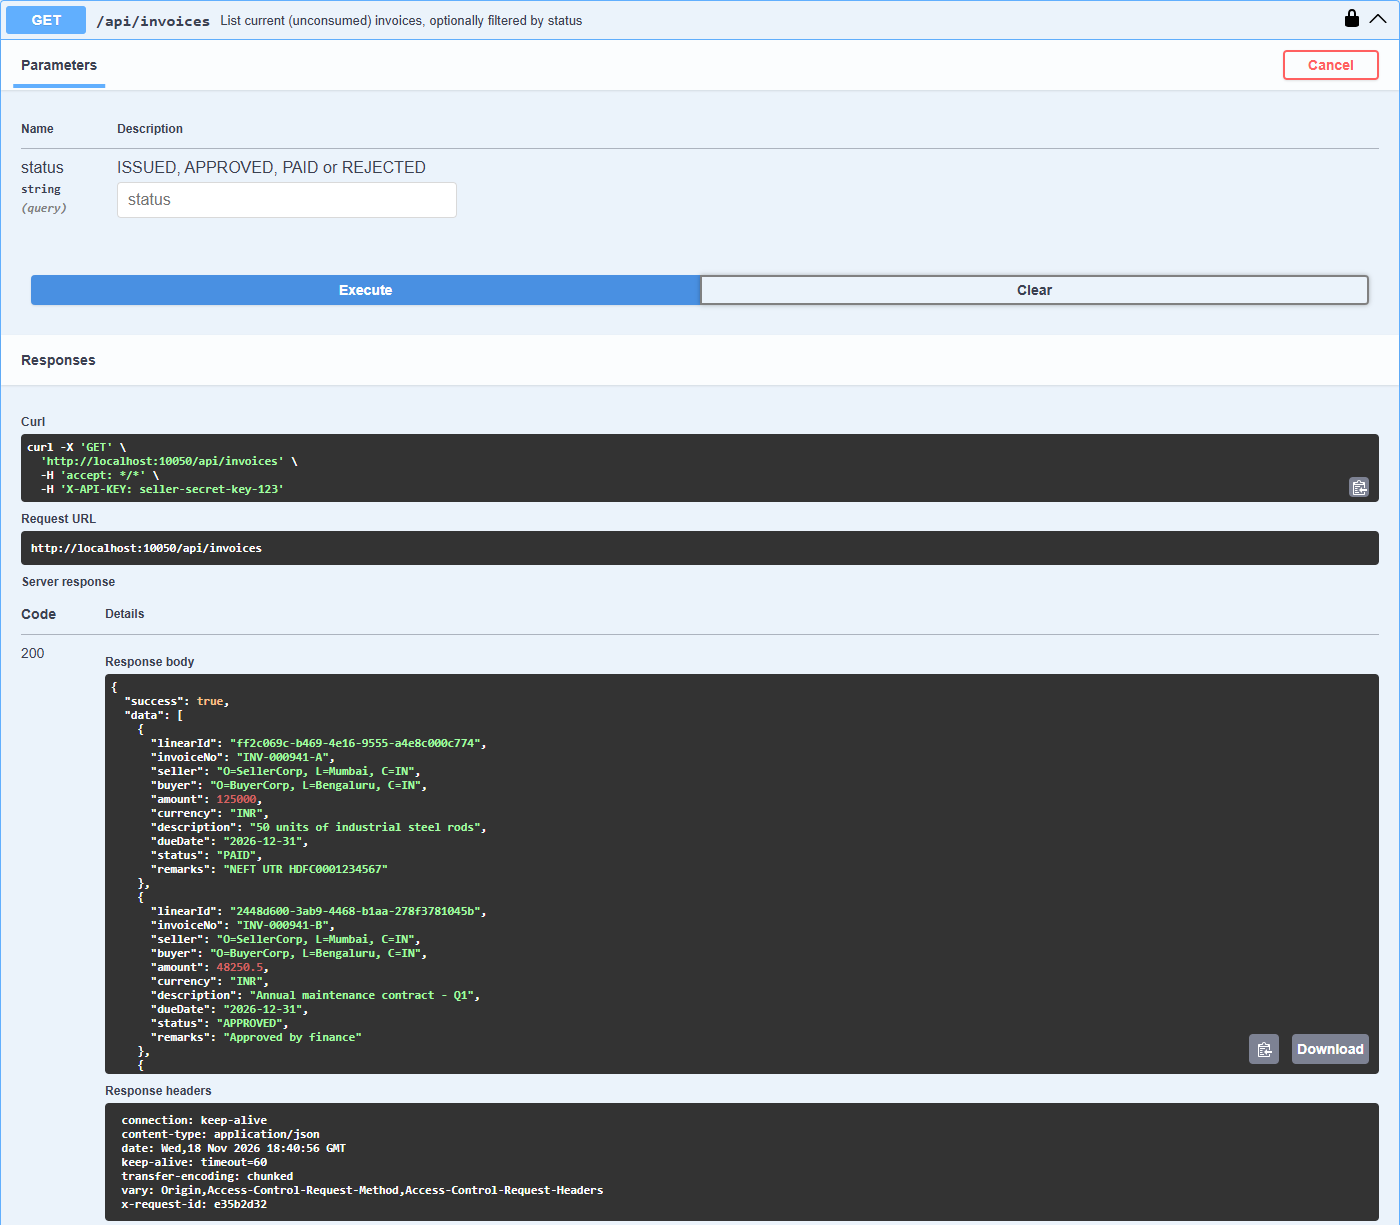 GET /api/invoices List current (unconsumed) invoices, optionally filtered by status
Parameters
Cancel
Name Description
status ISSUED, APPROVED, PAID or REJECTED
string
(query)
status
Execute Clear
Responses
Curl
curl -X 'GET' \
  'http://localhost:10050/api/invoices' \
  -H 'accept: */*' \
  -H 'X-API-KEY: seller-secret-key-123'
Request URL
http://localhost:10050/api/invoices
Server response
Code Details
200
Response body
{
  "success": true,
  "data": [
    {
      "linearId": "ff2c069c-b469-4e16-9555-a4e8c000c774",
      "invoiceNo": "INV-000941-A",
      "seller": "O=SellerCorp, L=Mumbai, C=IN",
      "buyer": "O=BuyerCorp, L=Bengaluru, C=IN",
      "amount": 125000,
      "currency": "INR",
      "description": "50 units of industrial steel rods",
      "dueDate": "2026-12-31",
      "status": "PAID",
      "remarks": "NEFT UTR HDFC0001234567"
    },
    {
      "linearId": "2448d600-3ab9-4468-b1aa-278f3781045b",
      "invoiceNo": "INV-000941-B",
      "seller": "O=SellerCorp, L=Mumbai, C=IN",
      "buyer": "O=BuyerCorp, L=Bengaluru, C=IN",
      "amount": 48250.5,
      "currency": "INR",
      "description": "Annual maintenance contract - Q1",
      "dueDate": "2026-12-31",
      "status": "APPROVED",
      "remarks": "Approved by finance"
    },
    {
Download
Response headers
connection: keep-alive
content-type: application/json
date: Wed,18 Nov 2026 18:40:56 GMT
keep-alive: timeout=60
transfer-encoding: chunked
vary: Origin,Access-Control-Request-Method,Access-Control-Request-Headers
x-request-id: e35b2d32